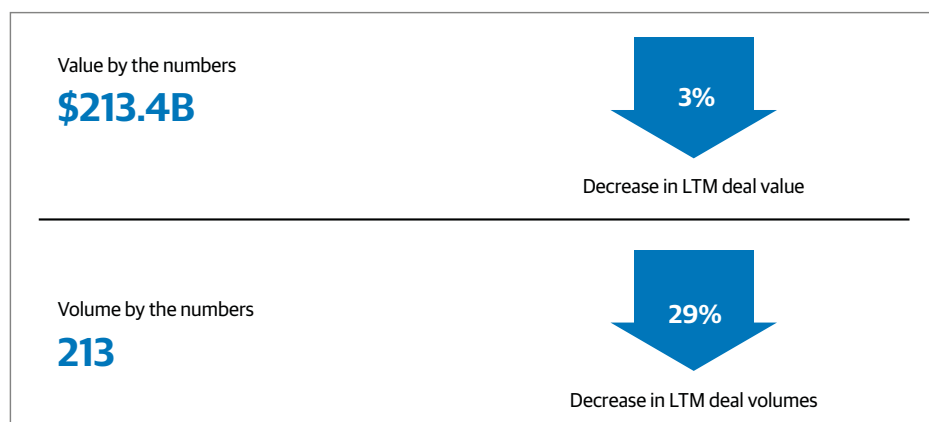 Value by the numbers
$213.4B
3%
Decrease in LTM deal value
Volume by the numbers
213
29%
Decrease in LTM deal volumes